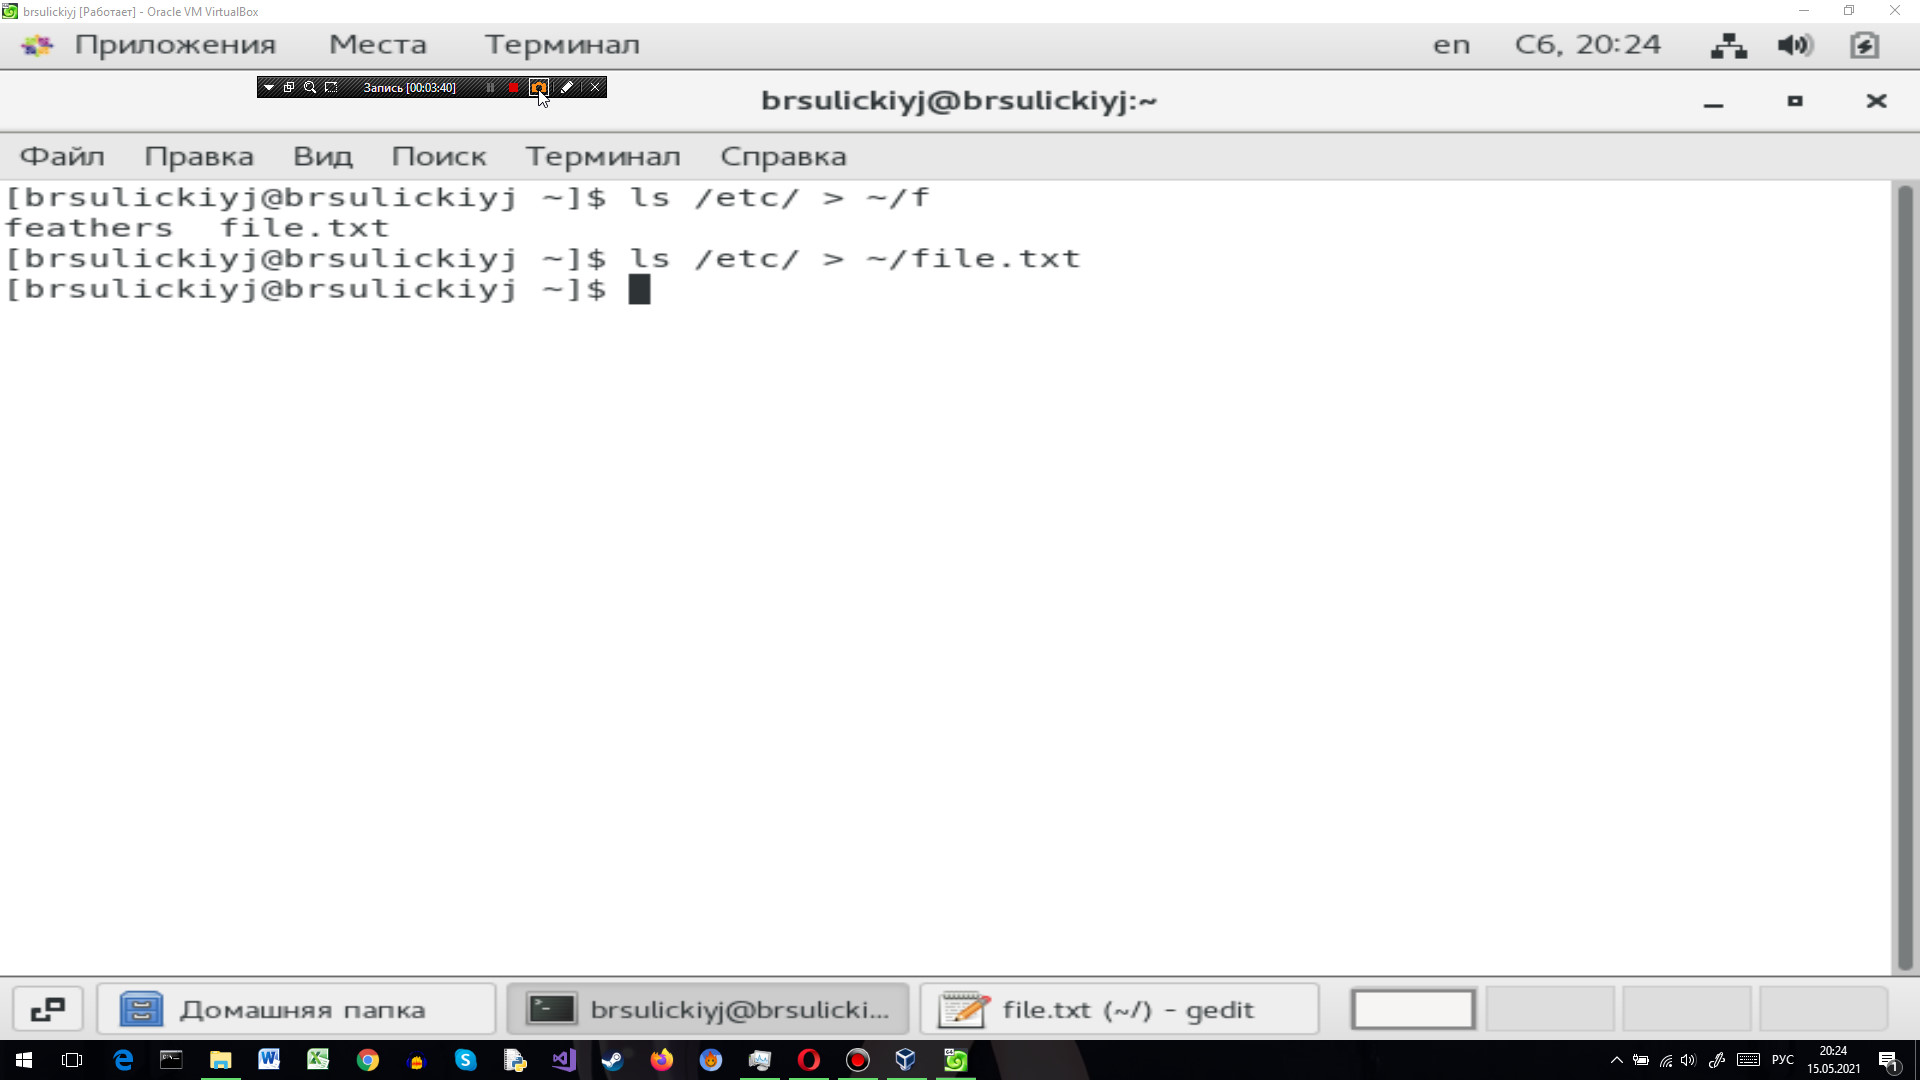 brsulickiyj [Работает] - Oracle VM VirtualBox
Приложения Места Терминал en Сб, 20:24
Запись [00:03:40]
brsulickiyj@brsulickiyj:~
Файл Правка Вид Поиск Терминал Справка
[brsulickiyj@brsulickiyj ~]$ ls /etc/ > ~/f
feathers file.txt
[brsulickiyj@brsulickiyj ~]$ ls /etc/ > ~/file.txt
[brsulickiyj@brsulickiyj ~]$
Домашняя папка brsulickiyj@brsulicki... file.txt (~/) - gedit
РУС 20:24
15.05.2021 1